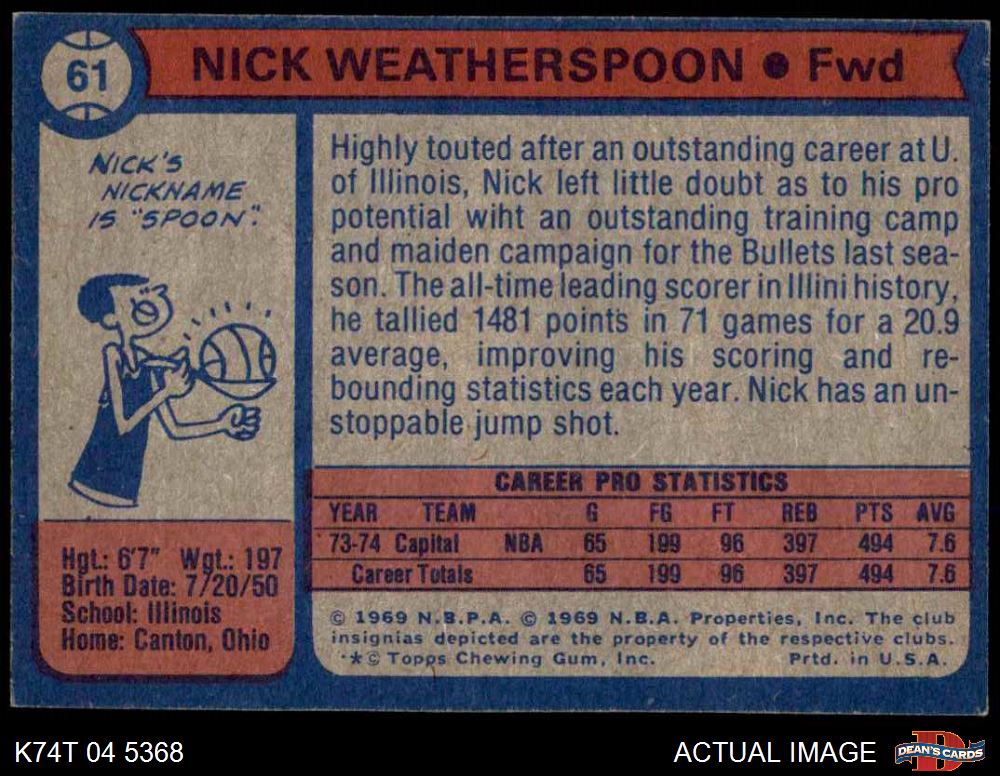 61
NICK WEATHERSPOON ● Fwd
NICK'S
NICKNAME
IS "SPOON".
Highly touted after an outstanding career at U.
of Illinois, Nick left little doubt as to his pro
potential wiht an outstanding training camp
and maiden campaign for the Bullets last sea-
son. The all-time leading scorer in Illini history,
he tallied 1481 points in 71 games for a 20.9
average, improving his scoring and re-
bounding statistics each year. Nick has an un-
stoppable jump shot.
Hgt.: 6'7" Wgt.: 197
Birth Date: 7/20/50
School: Illinois
Home: Canton, Ohio
CAREER PRO STATISTICS
YEAR TEAM G FG FT REB PTS AVG
73-74 Capital NBA 65 199 96 397 494 7.6
Career Totals 65 199 96 397 494 7.6
© 1969 N.B.P.A. © 1969 N.B.A. Properties, Inc. The club
insignias depicted are the property of the respective clubs.
*© Topps Chewing Gum, Inc. Prtd. in U.S.A.
K74T 04 5368
ACTUAL IMAGE
D
DEAN'S CARDS